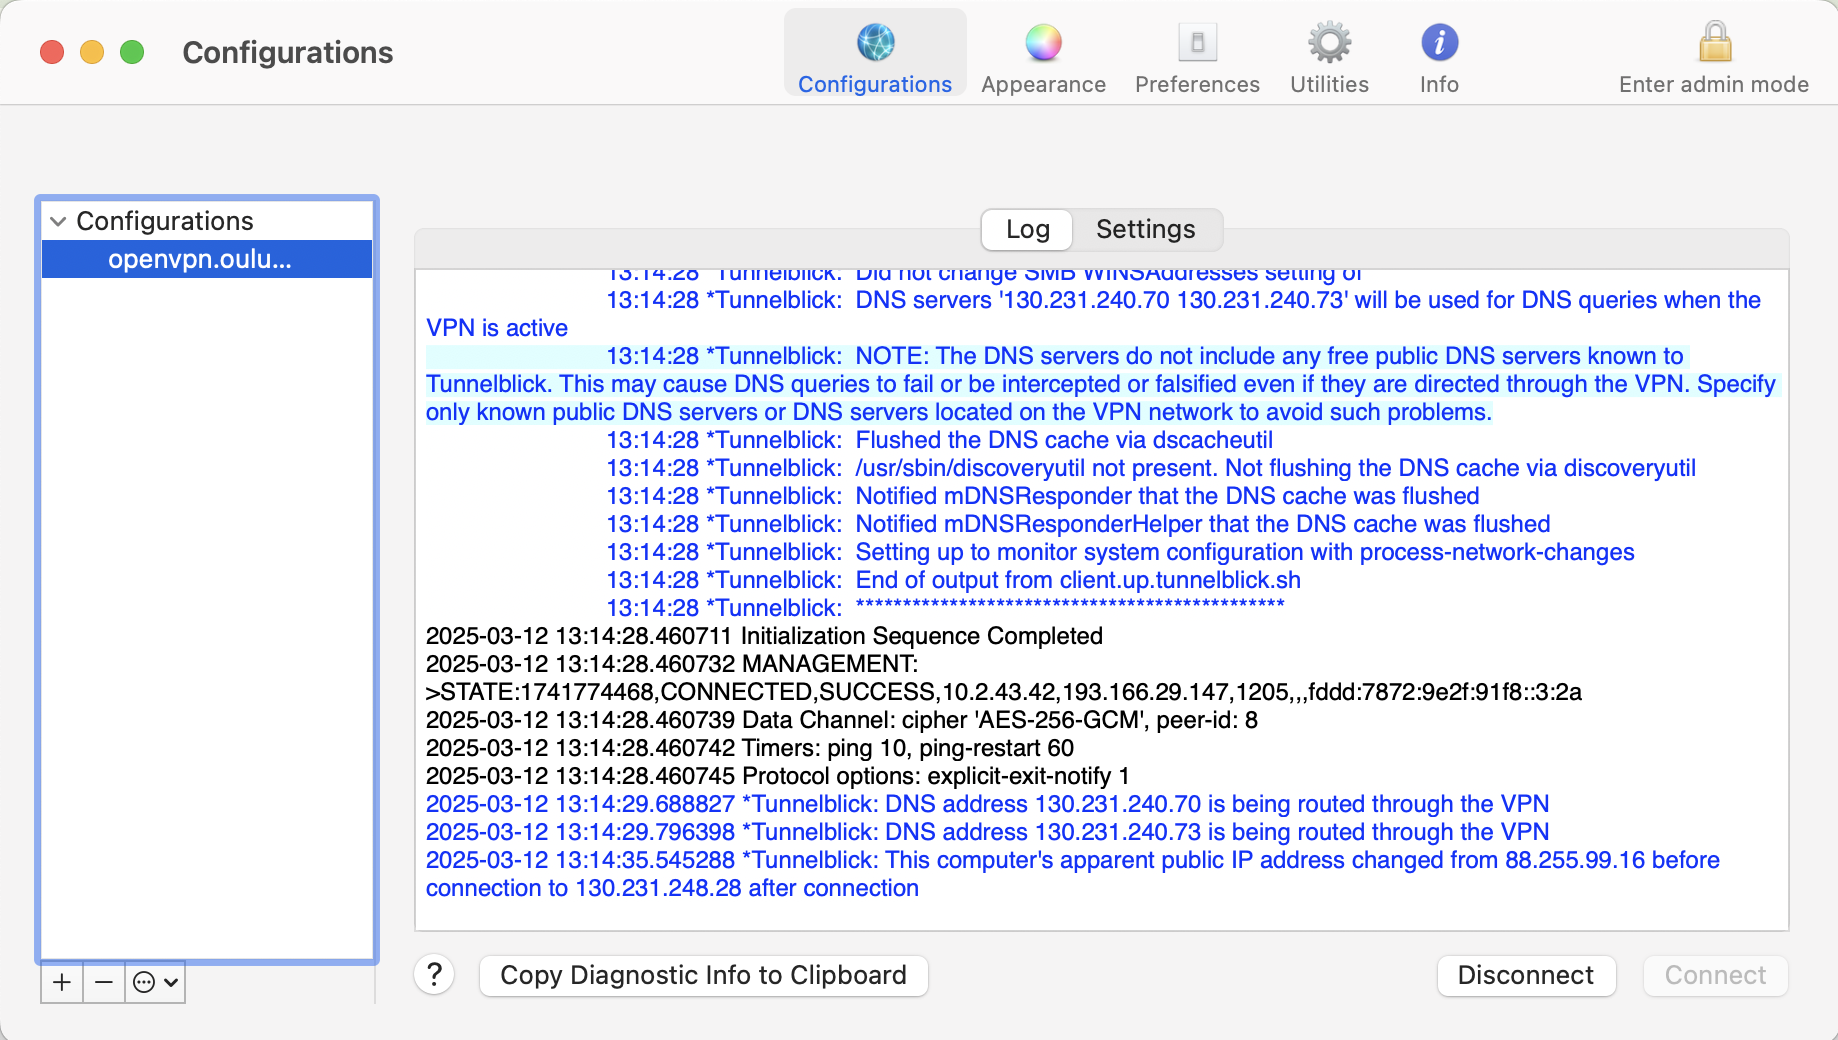 Configurations
Configurations
Appearance
Preferences
Utilities
Info
Enter admin mode
Configurations
openvpn.oulu...
Log
Settings
13:14:28 *Tunnelblick:  Did not change SMB WINSAddresses setting of
13:14:28 *Tunnelblick:  DNS servers '130.231.240.70 130.231.240.73' will be used for DNS queries when the
VPN is active
13:14:28 *Tunnelblick:  NOTE: The DNS servers do not include any free public DNS servers known to
Tunnelblick. This may cause DNS queries to fail or be intercepted or falsified even if they are directed through the VPN. Specify
only known public DNS servers or DNS servers located on the VPN network to avoid such problems.
13:14:28 *Tunnelblick:  Flushed the DNS cache via dscacheutil
13:14:28 *Tunnelblick:  /usr/sbin/discoveryutil not present. Not flushing the DNS cache via discoveryutil
13:14:28 *Tunnelblick:  Notified mDNSResponder that the DNS cache was flushed
13:14:28 *Tunnelblick:  Notified mDNSResponderHelper that the DNS cache was flushed
13:14:28 *Tunnelblick:  Setting up to monitor system configuration with process-network-changes
13:14:28 *Tunnelblick:  End of output from client.up.tunnelblick.sh
13:14:28 *Tunnelblick:  **********************************************
2025-03-12 13:14:28.460711 Initialization Sequence Completed
2025-03-12 13:14:28.460732 MANAGEMENT:
>STATE:1741774468,CONNECTED,SUCCESS,10.2.43.42,193.166.29.147,1205,,,fddd:7872:9e2f:91f8::3:2a
2025-03-12 13:14:28.460739 Data Channel: cipher 'AES-256-GCM', peer-id: 8
2025-03-12 13:14:28.460742 Timers: ping 10, ping-restart 60
2025-03-12 13:14:28.460745 Protocol options: explicit-exit-notify 1
2025-03-12 13:14:29.688827 *Tunnelblick: DNS address 130.231.240.70 is being routed through the VPN
2025-03-12 13:14:29.796398 *Tunnelblick: DNS address 130.231.240.73 is being routed through the VPN
2025-03-12 13:14:35.545288 *Tunnelblick: This computer's apparent public IP address changed from 88.255.99.16 before
connection to 130.231.248.28 after connection
?
Copy Diagnostic Info to Clipboard
Disconnect
Connect